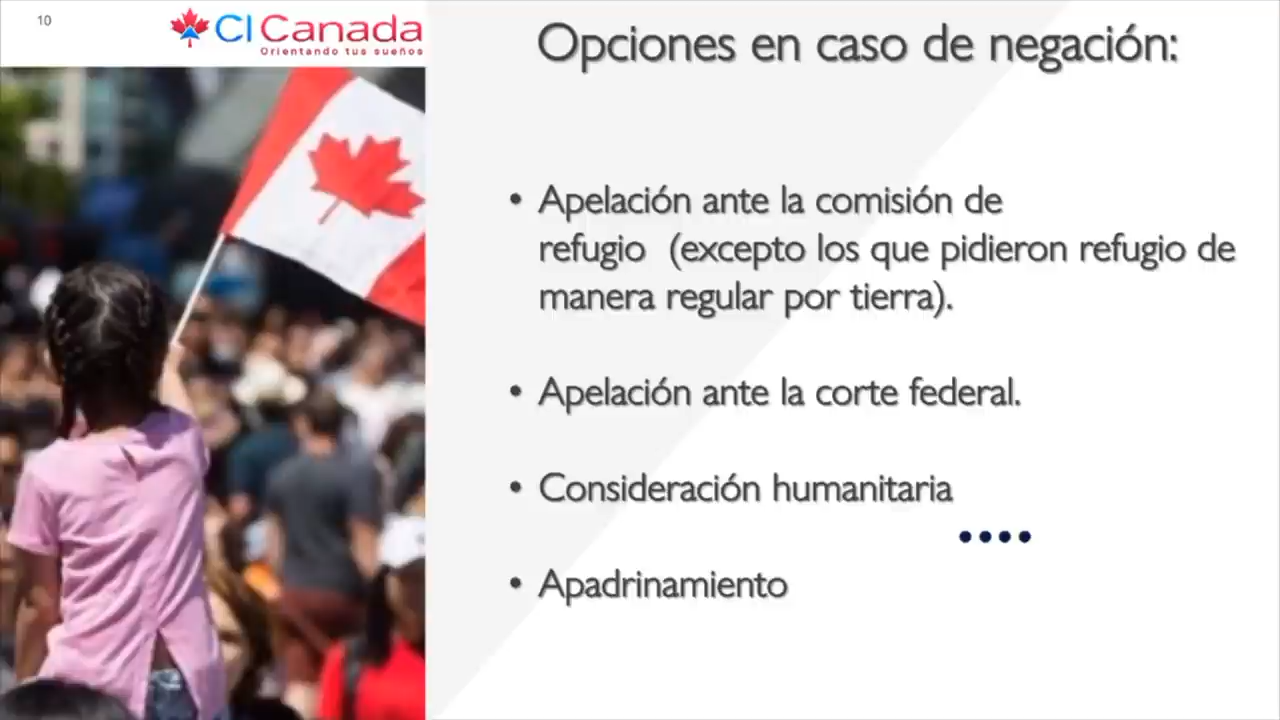 10
CI Canada
Orientando tus sueños
Opciones en caso de negación:
• Apelación ante la comisión de
refugio (excepto los que pidieron refugio de
manera regular por tierra).
• Apelación ante la corte federal.
• Consideración humanitaria
• Apadrinamiento